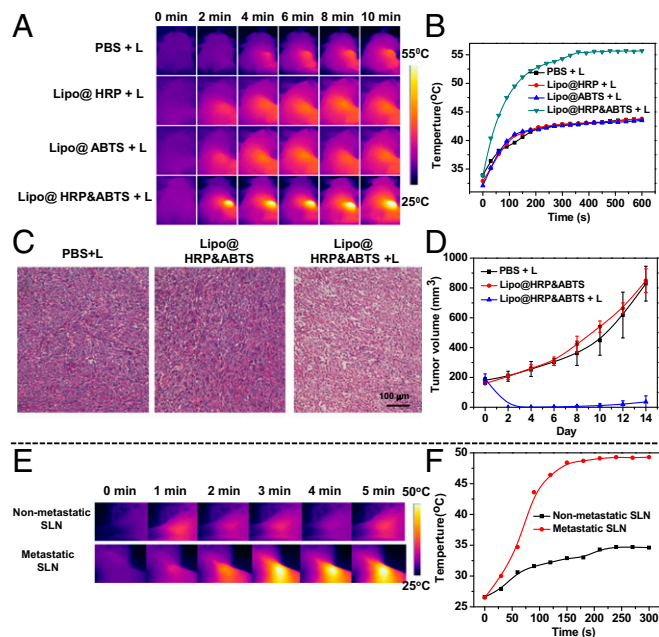 A
0 min 2 min 4 min 6 min 8 min 10 min
PBS + L
Lipo@ HRP + L
Lipo@ ABTS + L
Lipo@ HRP&ABTS + L
55°C
25°C
B
Temperture(°C)
55
50
45
40
35
PBS + L
Lipo@HRP + L
Lipo@ABTS + L
Lipo@HRP&ABTS + L
0 100 200 300 400 500 600
Time (s)
C
PBS+L
Lipo@
HRP&ABTS
Lipo@
HRP&ABTS +L
100 μm
D
Tumor volume (mm³)
1000
800
600
400
200
0
PBS + L
Lipo@HRP&ABTS
Lipo@HRP&ABTS + L
0 2 4 6 8 10 12 14
Day
E
0 min 1 min 2 min 3 min 4 min 5 min
Non-metastatic
SLN
Metastatic
SLN
50°C
25°C
F
Temperture(°C)
50
45
40
35
30
25
Non-metastatic SLN
Metastatic SLN
0 50 100 150 200 250 300
Time (s)